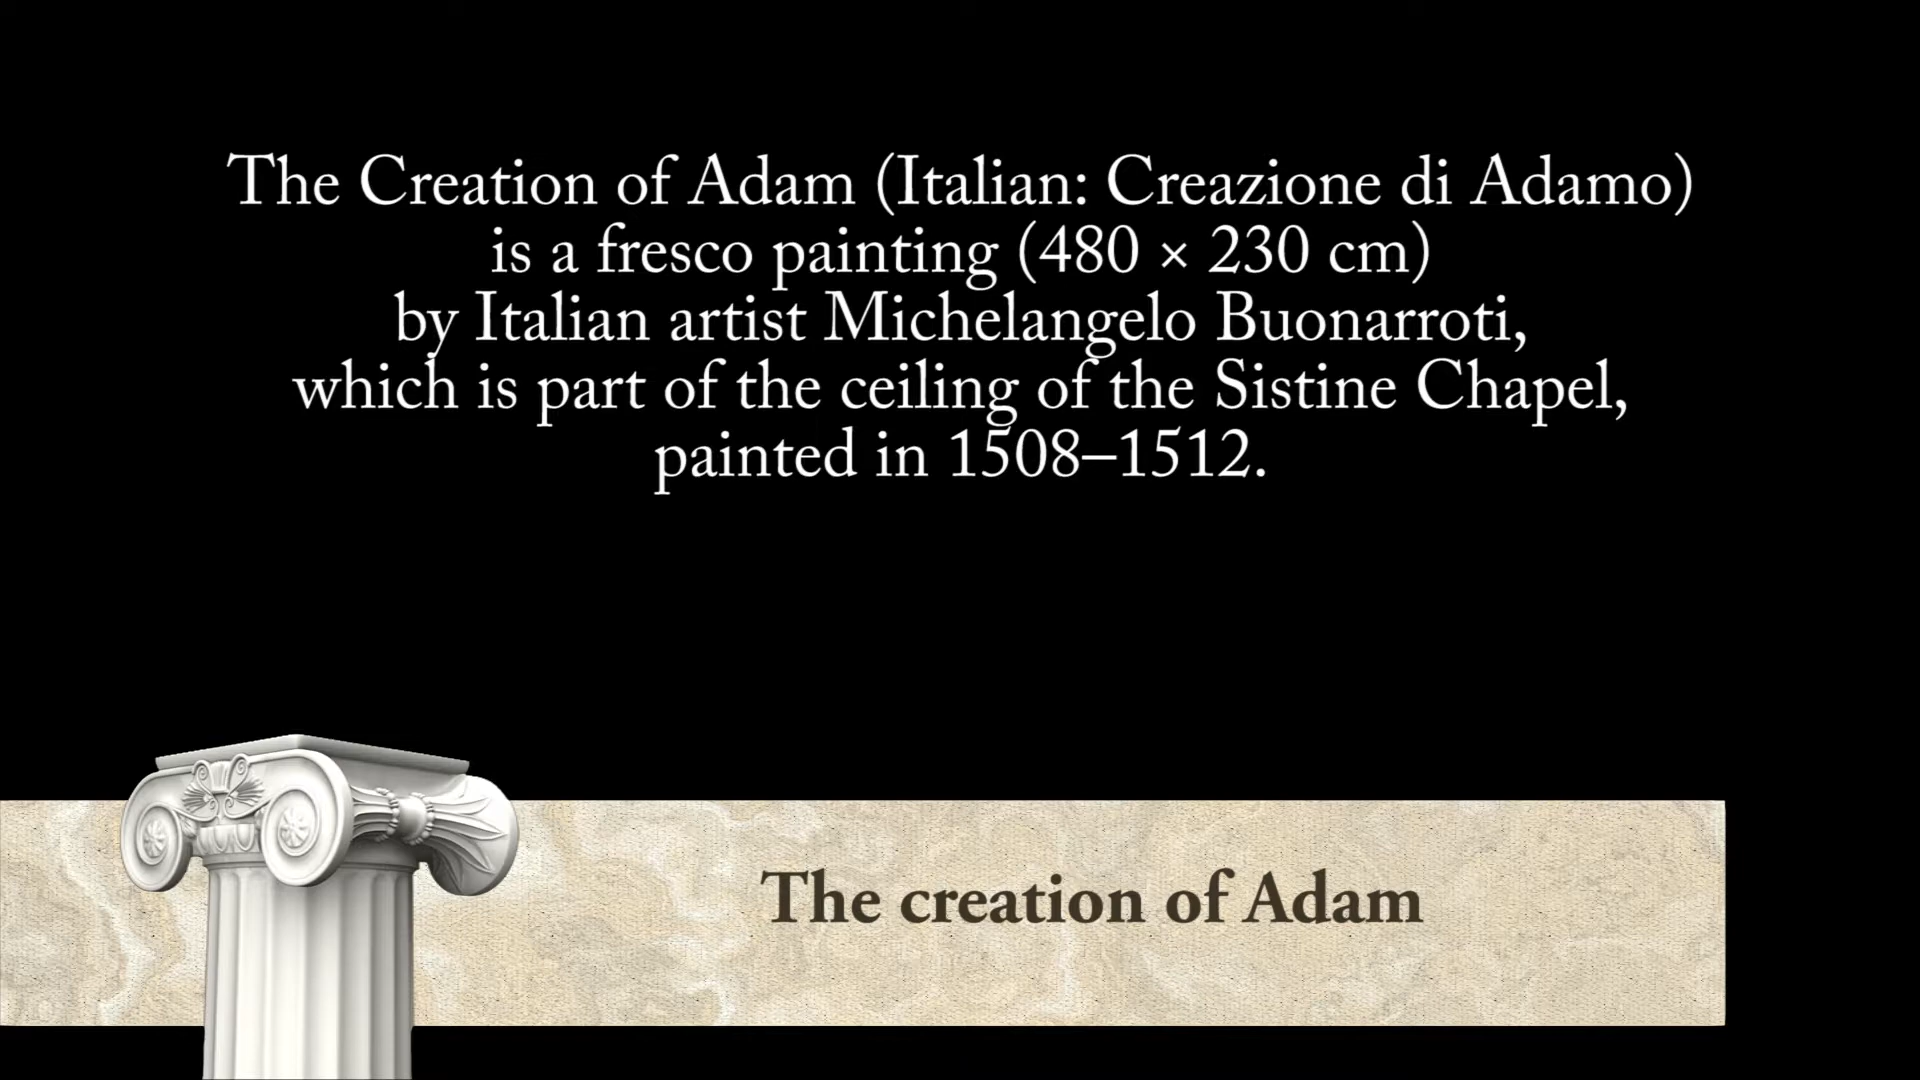 The Creation of Adam (Italian: Creazione di Adamo)
is a fresco painting (480 × 230 cm)
by Italian artist Michelangelo Buonarroti,
which is part of the ceiling of the Sistine Chapel,
painted in 1508–1512.
The creation of Adam